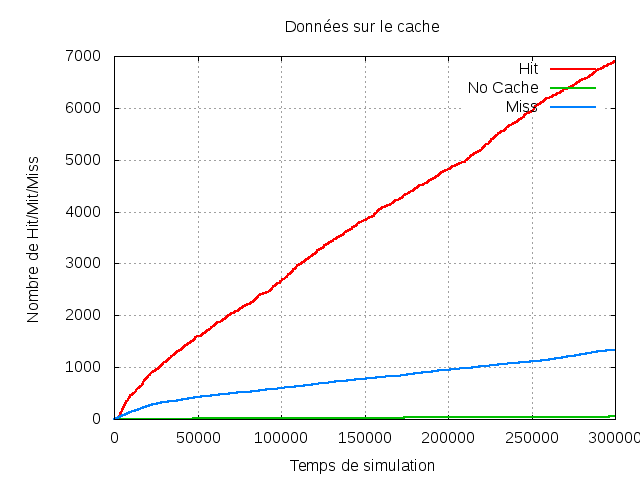 Données sur le cache
7000
6000
5000
4000
3000
2000
1000
0
Nombre de Hit/Mit/Miss
Hit
No Cache
Miss
0 50000 100000 150000 200000 250000 300000
Temps de simulation